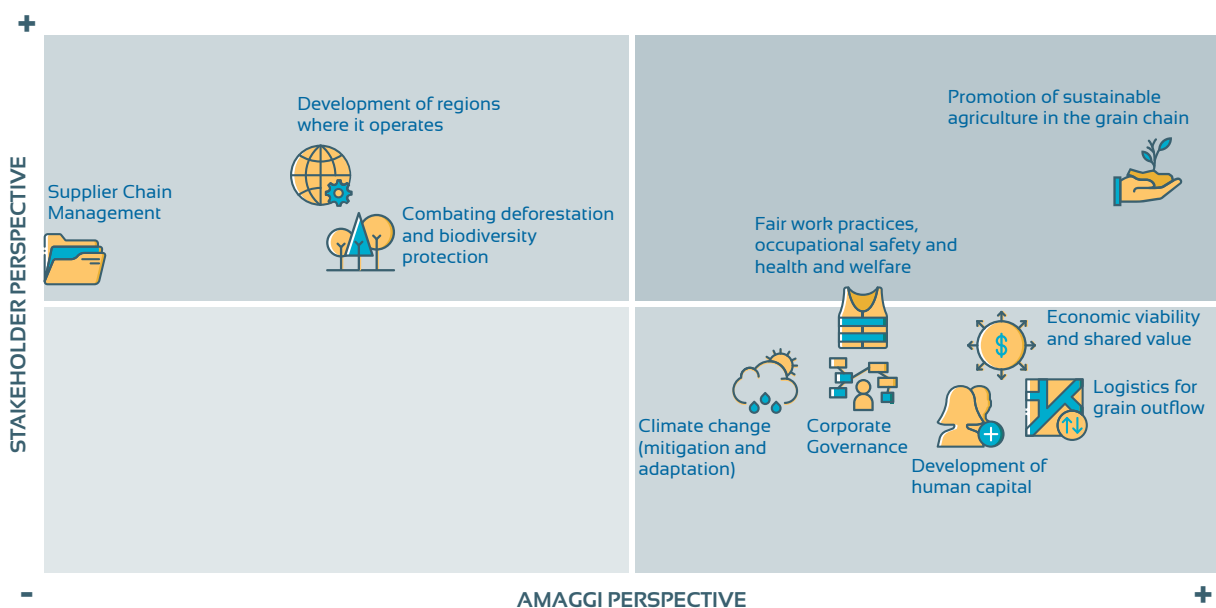 +
STAKEHOLDER PERSPECTIVE
Development of regions
where it operates
Promotion of sustainable
agriculture in the grain chain
Supplier Chain
Management
Combating deforestation
and biodiversity
protection
Fair work practices,
occupational safety and
health and welfare
$
Economic viability
and shared value
Logistics for
grain outflow
Climate change
(mitigation and
adaptation)
Corporate
Governance
Development of
human capital
-
AMAGGI PERSPECTIVE
+